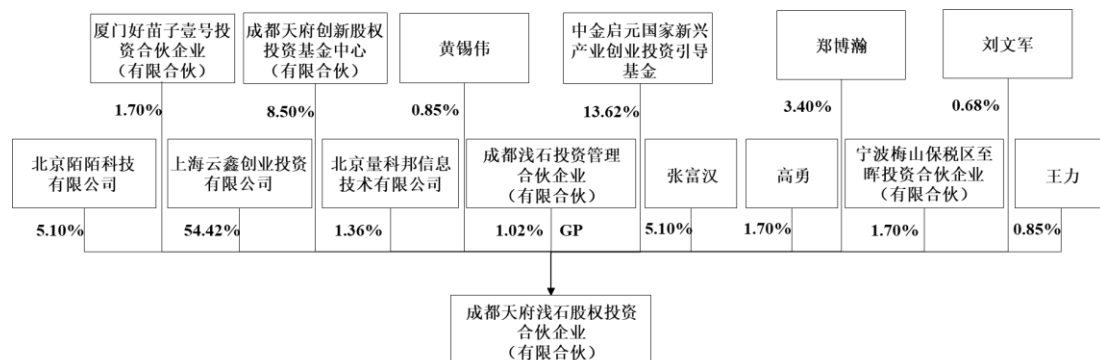 厦门好苗子壹号投
资合伙企业
（有限合伙）
成都天府创新股权
投资基金中心
（有限合伙）
黄锡伟
中金启元国家新兴
产业创业投资引导
基金
郑博瀚
刘文军
1.70%
8.50%
0.85%
13.62%
3.40%
0.68%
北京陌陌科技
有限公司
上海云鑫创业投资
有限公司
北京量科邦信息
技术有限公司
成都浅石投资管理
合伙企业
（有限合伙）
张富汉
高勇
宁波梅山保税区至
晖投资合伙企业
（有限合伙）
王力
5.10%
54.42%
1.36%
1.02%
GP
5.10%
1.70%
1.70%
0.85%
成都天府浅石股权投资
合伙企业
（有限合伙）